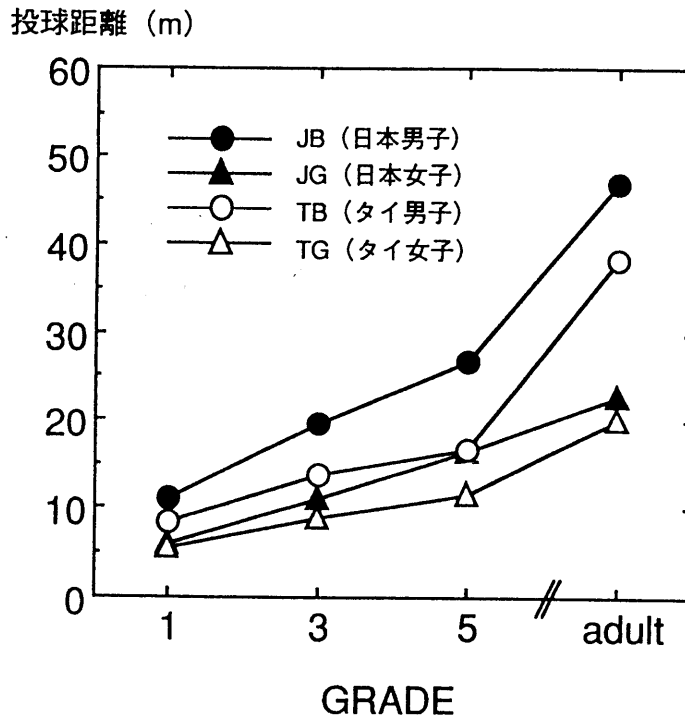 投球距離（m）
60
50
40
30
20
10
0
JB（日本男子）
JG（日本女子）
TB（タイ男子）
TG（タイ女子）
1 3 5 adult
GRADE